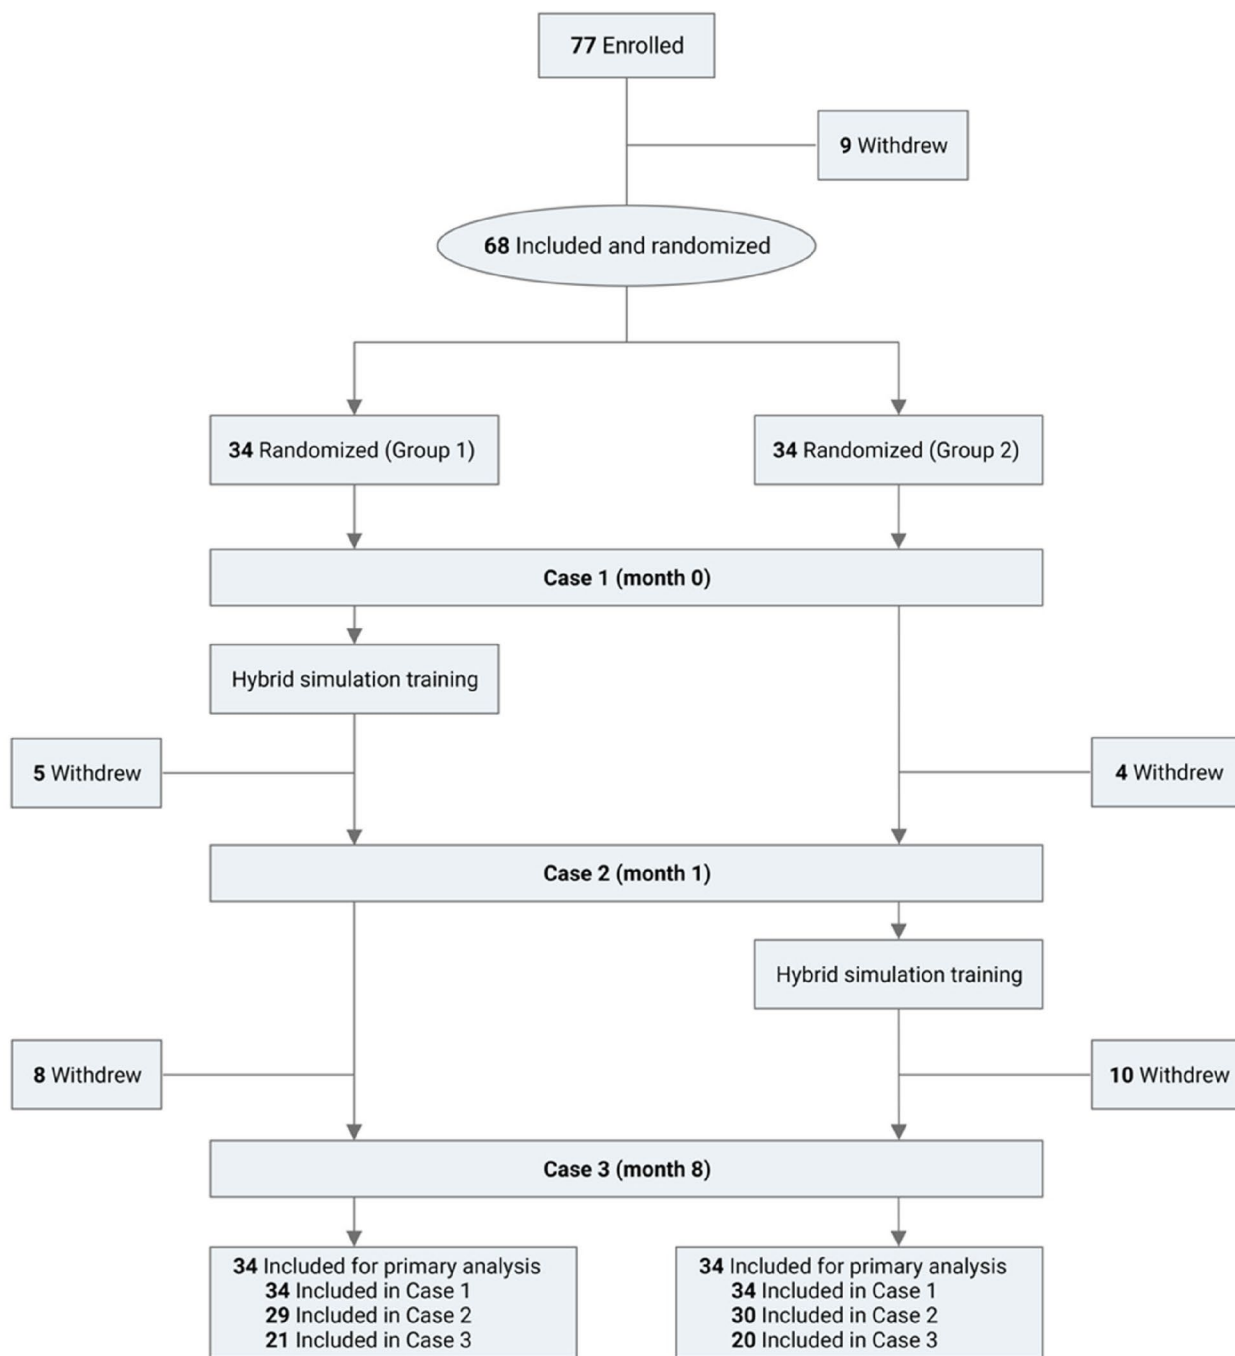 77 Enrolled
9 Withdrew
68 Included and randomized
34 Randomized (Group 1)
34 Randomized (Group 2)
Case 1 (month 0)
Hybrid simulation training
5 Withdrew
4 Withdrew
Case 2 (month 1)
Hybrid simulation training
8 Withdrew
10 Withdrew
Case 3 (month 8)
34 Included for primary analysis
34 Included in Case 1
29 Included in Case 2
21 Included in Case 3
34 Included for primary analysis
34 Included in Case 1
30 Included in Case 2
20 Included in Case 3